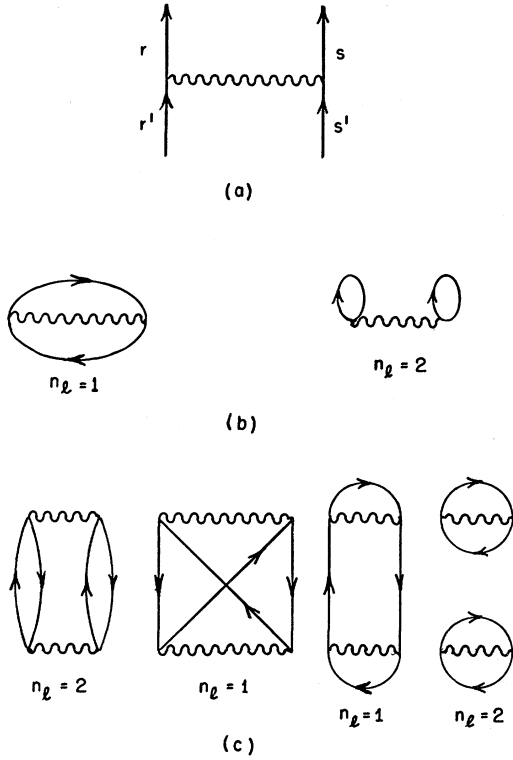 r s
r' s'
(a)
nℓ = 1 nℓ = 2
(b)
nℓ = 2 nℓ = 1 nℓ = 1 nℓ = 2
(c)